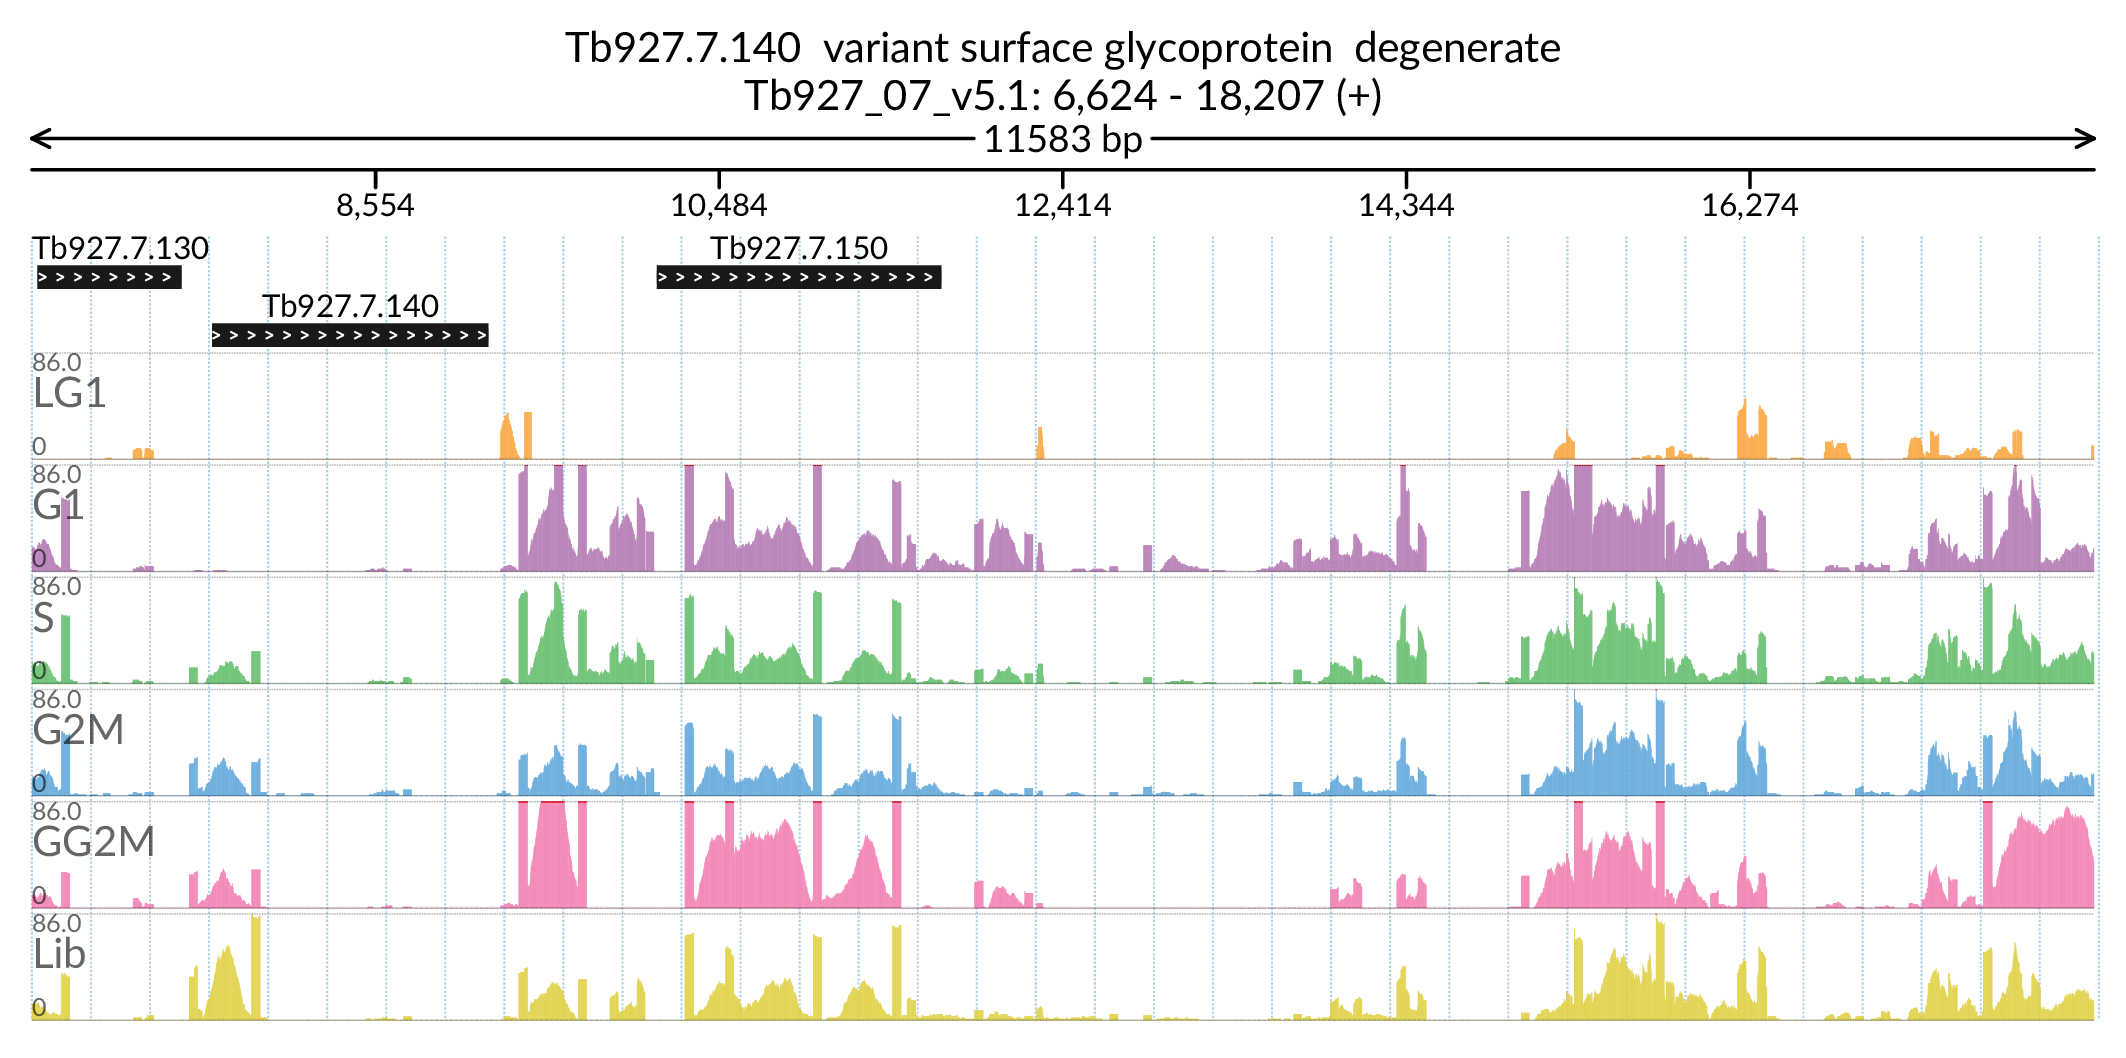 Tb927.7.140 variant surface glycoprotein degenerate
Tb927_07_v5.1: 6,624 - 18,207 (+)
11583 bp
8,554 10,484 12,414 14,344 16,274
Tb927.7.130 Tb927.7.150
Tb927.7.140
86.0
LG1
0
86.0
G1
0
86.0
S
0
86.0
G2M
0
86.0
GG2M
0
86.0
Lib
0